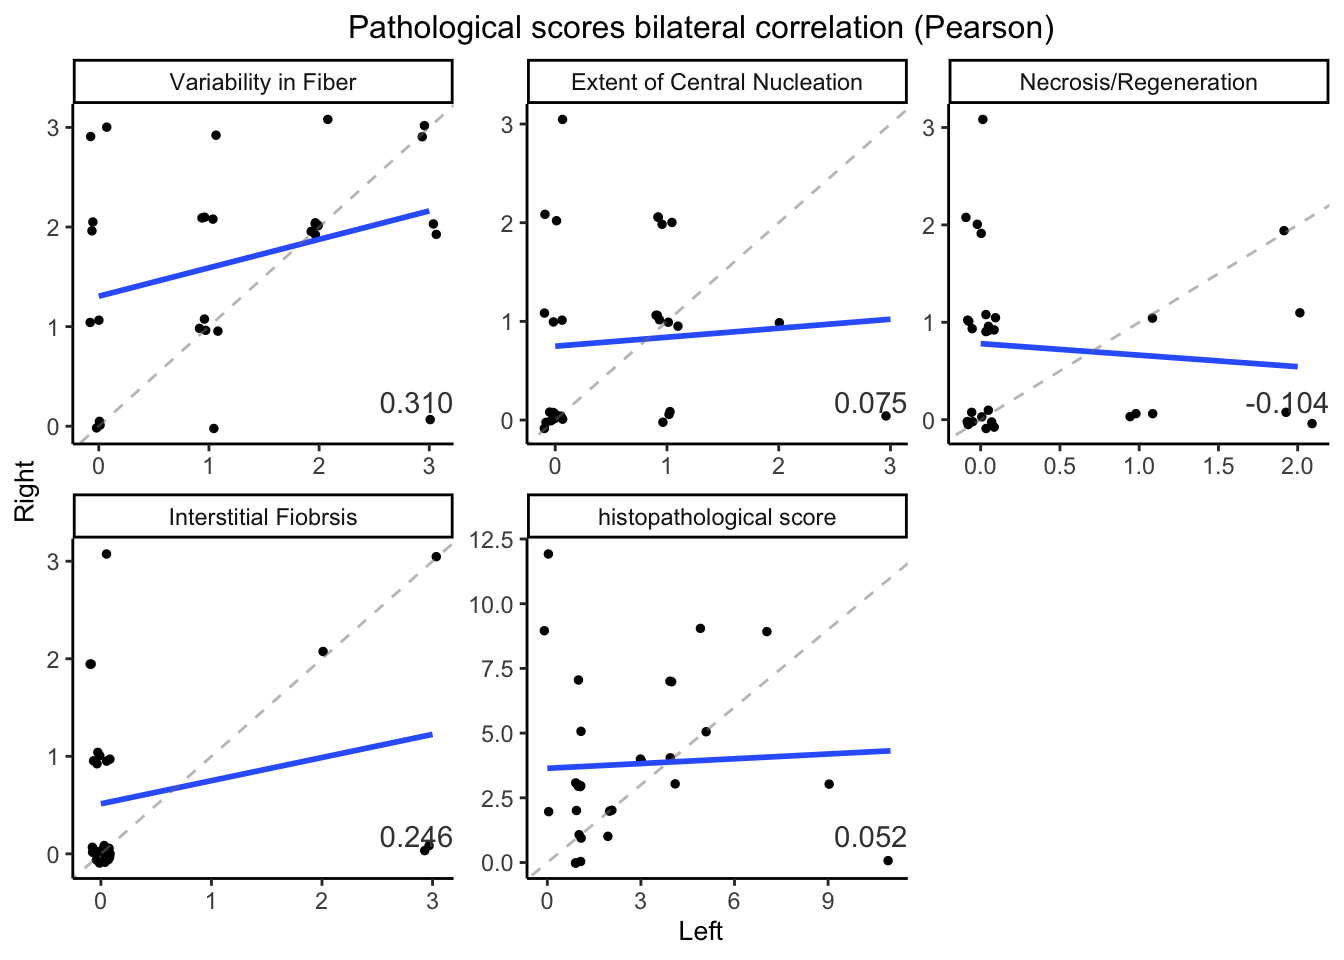 Pathological scores bilateral correlation (Pearson)
Variability in Fiber
Extent of Central Nucleation
Necrosis/Regeneration
3
2
1
0
0.310
0 1 2 3
3
2
1
0
0.075
0 1 2 3
3
2
1
0
-0.104
0.0 0.5 1.0 1.5 2.0
Right
Interstitial Fiobrsis
histopathological score
3
2
1
0
0.246
0 1 2 3
12.5
10.0
7.5
5.0
2.5
0.0
0.052
0 3 6 9
Left